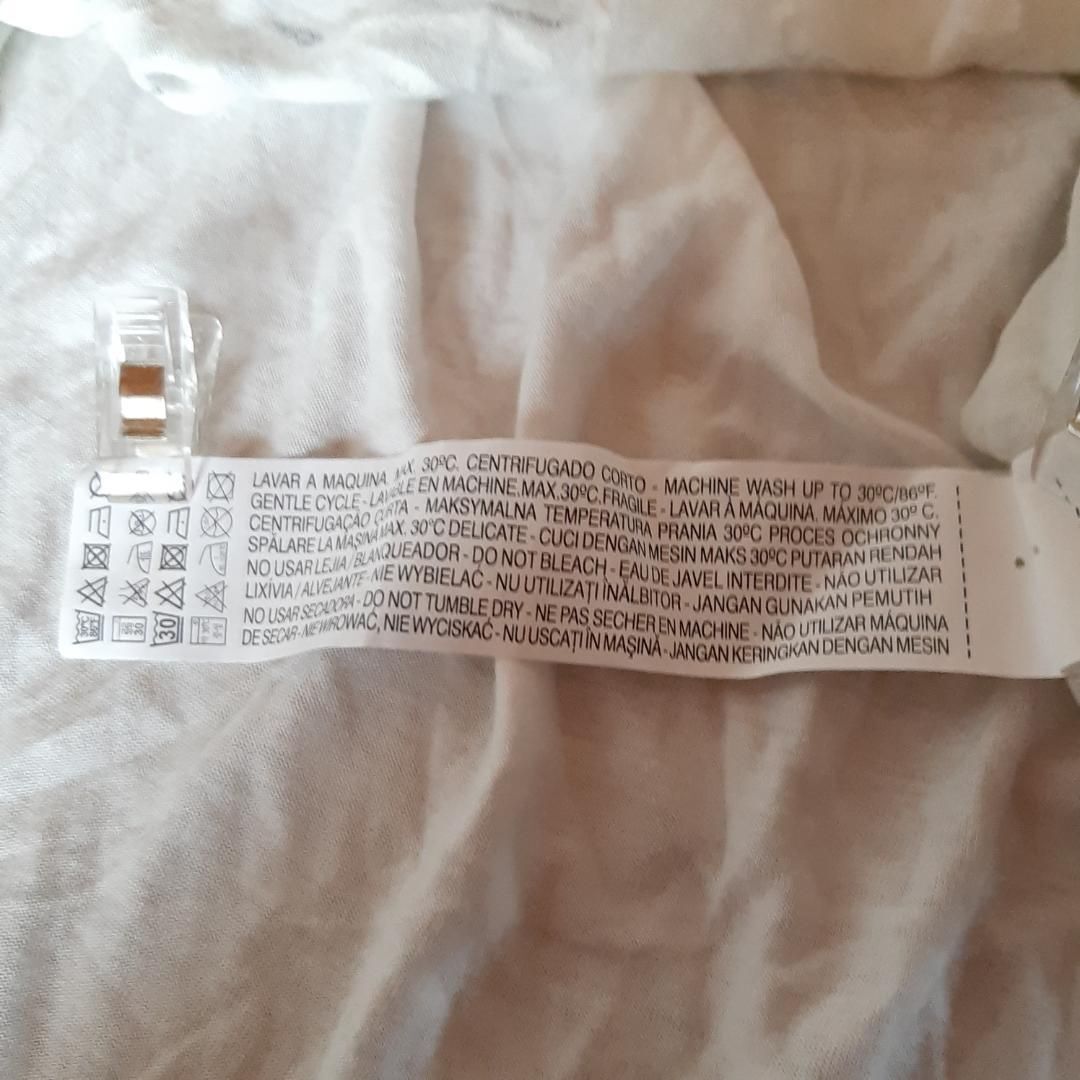 LAVAR A MAQUINA MAX. 30ºC. CENTRIFUGADO CORTO - MACHINE WASH UP TO 30ºC/86ºF.
GENTLE CYCLE - LAVABLE EN MACHINE.MAX.30ºC.FRAGILE - LAVAR À MÁQUINA. MÁXIMO 30º C.
CENTRIFUGAÇÃO CURTA - MAKSYMALNA TEMPERATURA PRANIA 30ºC PROCES OCHRONNY
SPĂLARE LA MASINA MAX. 30°C DELICATE - CUCI DENGAN MESIN MAKS 30ºC PUTARAN RENDAH
NO USAR LEJIA / BLANQUEADOR - DO NOT BLEACH - EAU DE JAVEL INTERDITE - NÃO UTILIZAR
LIXÍVIA / ALVEJANTE - NIE WYBIELAĆ - NU UTILIZAȚI ÎNĂLBITOR - JANGAN GUNAKAN PEMUTIH
NO USAR SECADORA - DO NOT TUMBLE DRY - NE PAS SECHER EN MACHINE - NÃO UTILIZAR MÁQUINA
DE SECAR - NIE WIROWAĆ, NIE WYCISKAĆ - NU USCAȚI ÎN MAȘINĂ - JANGAN KERINGKAN DENGAN MESIN
30
30